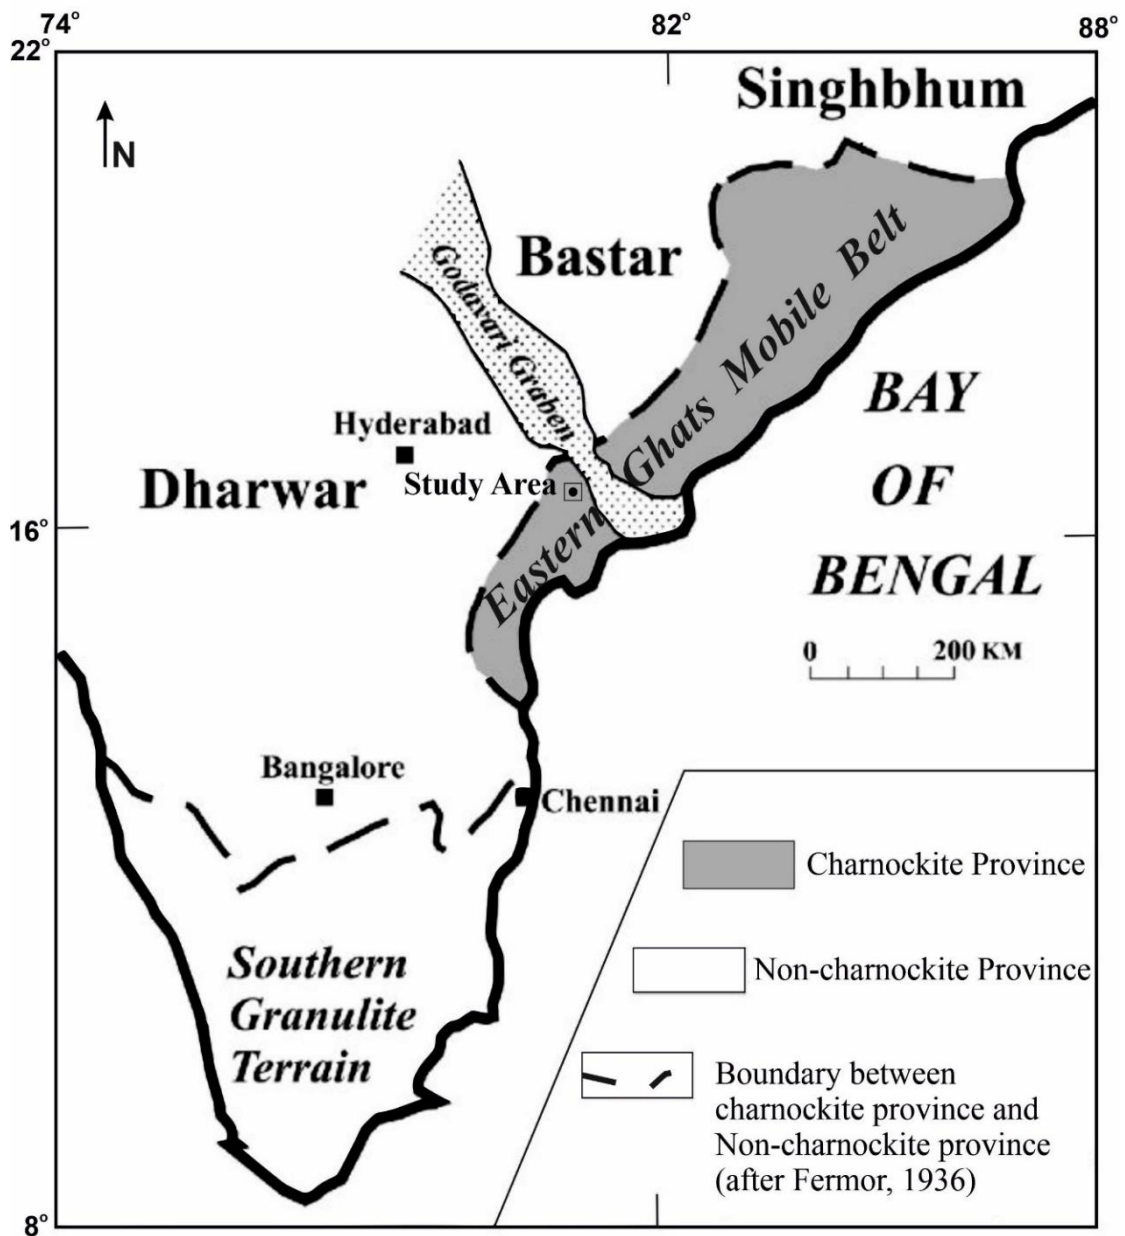 74°
82°
88°
22°
Singhbhum
N
Bastar
Godavari Graben
Eastern Ghats Mobile Belt
BAY
OF
BENGAL
Hyderabad
Study Area
Dharwar
16°
0 200 KM
Bangalore
Chennai
Southern
Granulite
Terrain
Charnockite Province
Non-charnockite Province
Boundary between
charnockite province and
Non-charnockite province
(after Fermor, 1936)
8°